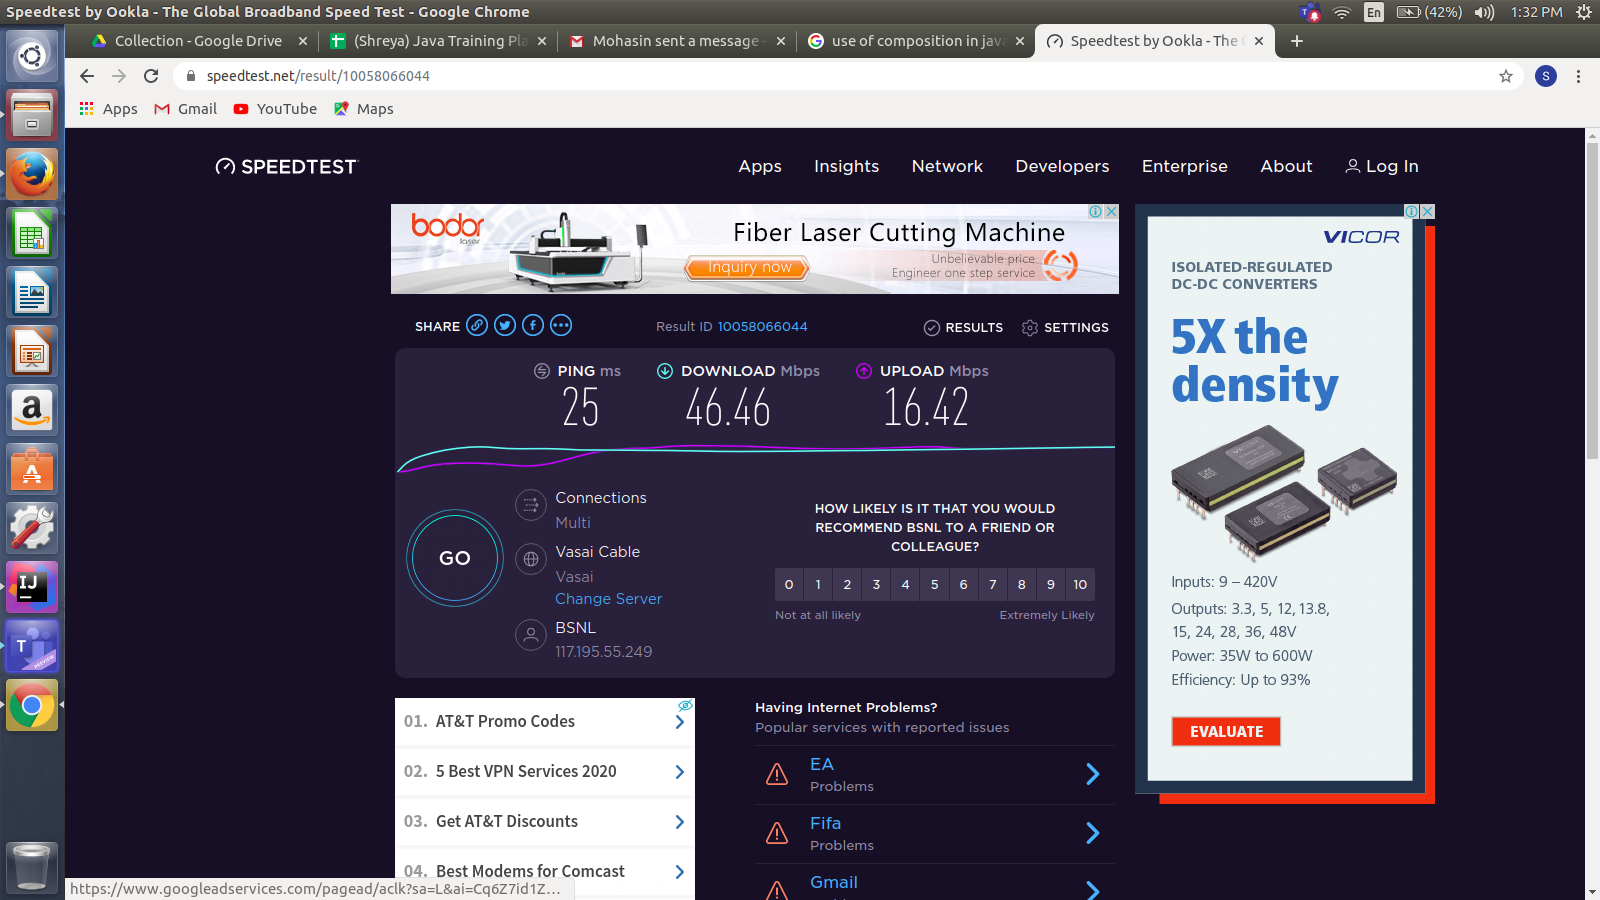 Speedtest by Ookla - The Global Broadband Speed Test - Google Chrome
En (42%) 1:32 PM
Collection - Google Drive
(Shreya) Java Training Pla
Mohasin sent a message -
use of composition in java
Speedtest by Ookla - The G
speedtest.net/result/10058066044
S
Apps Gmail YouTube Maps
SPEEDTEST
Apps Insights Network Developers Enterprise About Log In
bodor
laser
Fiber Laser Cutting Machine
Inquiry now
Unbelievable price
Engineer one step service
VICOR
ISOLATED-REGULATED
DC-DC CONVERTERS
5X the
density
Inputs: 9 – 420V
Outputs: 3.3, 5, 12, 13.8,
15, 24, 28, 36, 48V
Power: 35W to 600W
Efficiency: Up to 93%
EVALUATE
SHARE
Result ID 10058066044
RESULTS SETTINGS
PING ms
25
DOWNLOAD Mbps
46.46
UPLOAD Mbps
16.42
GO
Connections
Multi
Vasai Cable
Vasai
Change Server
BSNL
117.195.55.249
HOW LIKELY IS IT THAT YOU WOULD
RECOMMEND BSNL TO A FRIEND OR
COLLEAGUE?
0 1 2 3 4 5 6 7 8 9 10
Not at all likely Extremely Likely
01. AT&T Promo Codes
02. 5 Best VPN Services 2020
03. Get AT&T Discounts
04. Best Modems for Comcast
Having Internet Problems?
Popular services with reported issues
EA
Problems
Fifa
Problems
Gmail
https://www.googleadservices.com/pagead/aclk?sa=L&ai=Cq6Z7id1Z...